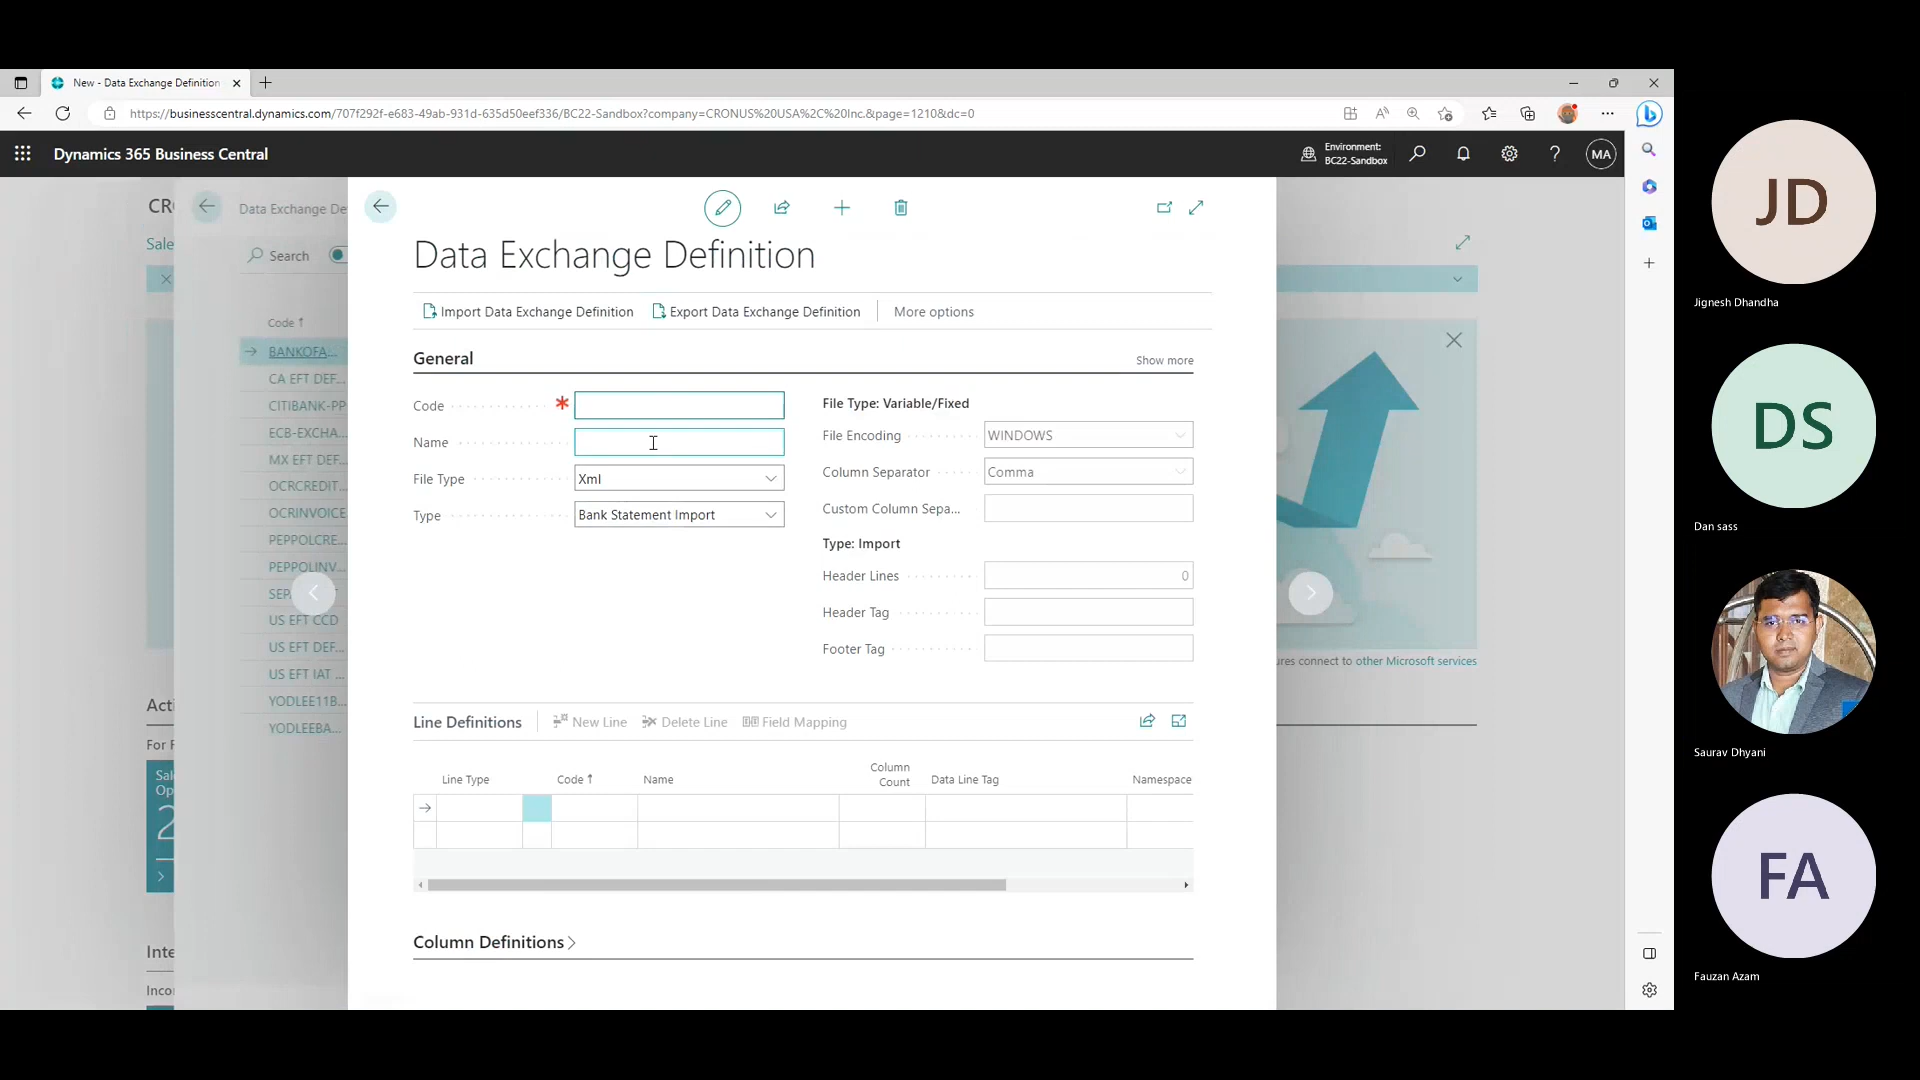 New - Data Exchange Definition
https://businesscentral.dynamics.com/707f292f-e683-49ab-931d-635d50eef336/BC22-Sandbox?company=CRONUS%20USA%2C%20Inc.&page=1210&dc=0
Dynamics 365 Business Central
Environment:
BC22-Sandbox
MA
CR
Sale
Data Exchange De
Search
Code ↑
BANKOFA...
CA EFT DEF...
CITIBANK-PP
ECB-EXCHA...
MX EFT DEF...
OCRCREDIT...
OCRINVOICE
PEPPOLCRE...
PEPPOLINV...
SEP
US EFT CCD
US EFT DEF...
US EFT IAT ...
YODLEE11B...
YODLEEBA...
Acti
For F
Sal
Op
2
Inte
Inco
Data Exchange Definition
Import Data Exchange Definition
Export Data Exchange Definition
More options
General
Show more
Code
Name
File Type
Xml
Type
Bank Statement Import
File Type: Variable/Fixed
File Encoding
WINDOWS
Column Separator
Comma
Custom Column Sepa...
Type: Import
Header Lines
0
Header Tag
Footer Tag
Line Definitions
New Line
Delete Line
Field Mapping
Line Type
Code ↑
Name
Column Count
Data Line Tag
Namespace
Column Definitions
ures connect to other Microsoft services
JD
Jignesh Dhandha
DS
Dan sass
Saurav Dhyani
FA
Fauzan Azam